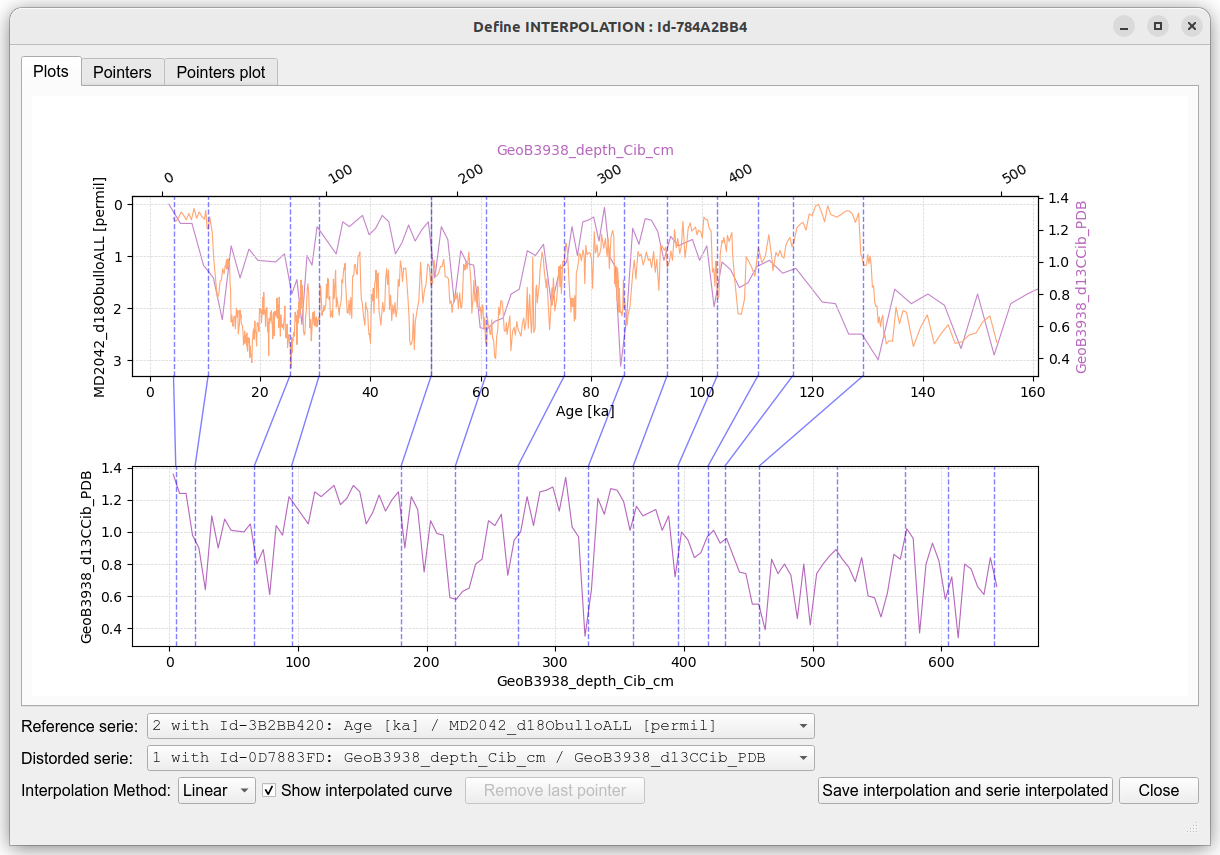 Define INTERPOLATION : Id-784A2BB4
Plots Pointers Pointers plot
GeoB3938_depth_Cib_cm
0 100 200 300 400 500
MD2042_d18ObulloALL [permil]
0
1
2
3
1.4
1.2
1.0
0.8
0.6
0.4
GeoB3938_d13CCib_PDB
0 20 40 60 80 100 120 140 160
Age [ka]
GeoB3938_d13CCib_PDB
1.4
1.2
1.0
0.8
0.6
0.4
0 100 200 300 400 500 600
GeoB3938_depth_Cib_cm
Reference serie: 2 with Id-3B2BB420: Age [ka] / MD2042_d18ObulloALL [permil]
Distorded serie: 1 with Id-0D7883FD: GeoB3938_depth_Cib_cm / GeoB3938_d13CCib_PDB
Interpolation Method: Linear Show interpolated curve Remove last pointer Save interpolation and serie interpolated Close